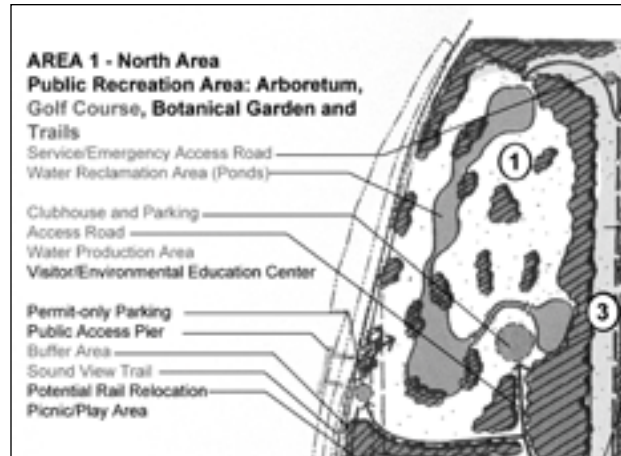 AREA 1 - North Area
Public Recreation Area: Arboretum,
Golf Course, Botanical Garden and
Trails
Service/Emergency Access Road
Water Reclamation Area (Ponds)
Clubhouse and Parking
Access Road
Water Production Area
Visitor/Environmental Education Center
Permit-only Parking
Public Access Pier
Buffer Area
Sound View Trail
Potential Rail Relocation
Picnic/Play Area
1
3